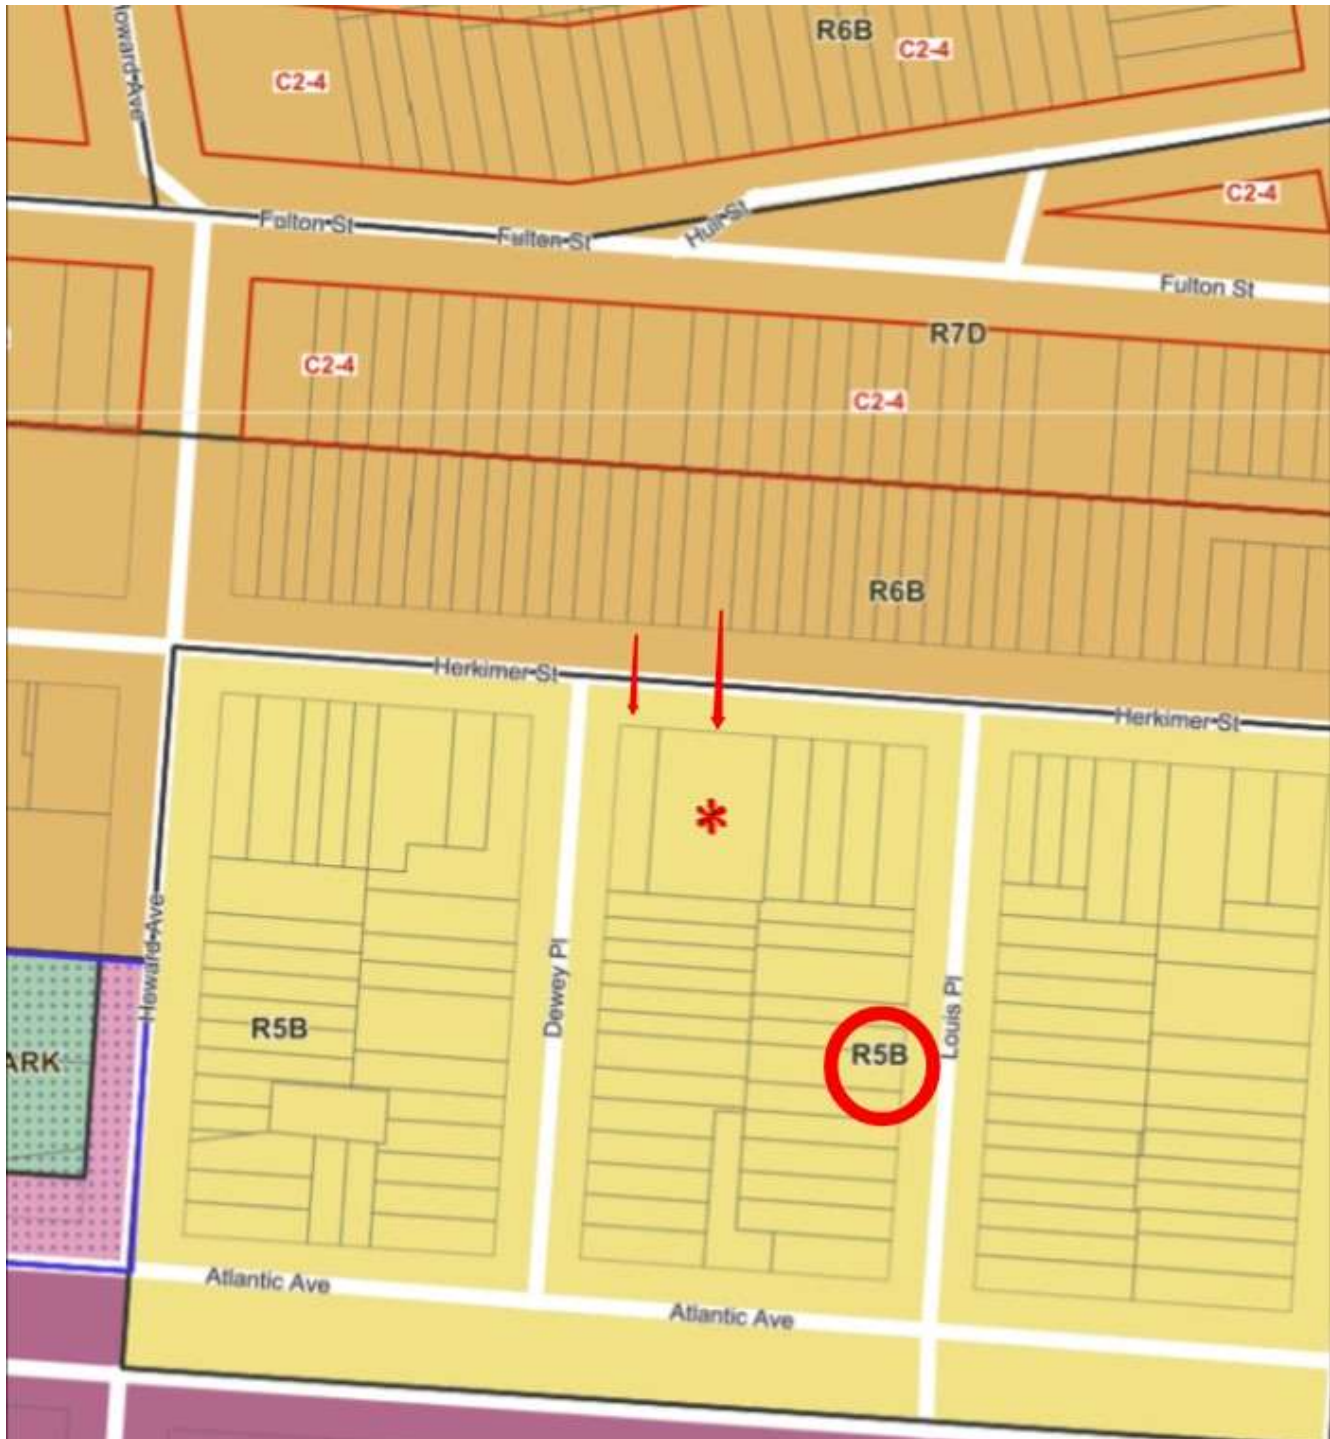 R6B
C2-4
C2-4
C2-4
Fulton St
Fulton St
Hull St
Fulton St
R7D
C2-4
C2-4
R6B
Herkimer St
Herkimer St
*
Howard Ave
Dewey Pl
Louis Pl
R5B
R5B
ARK
Atlantic Ave
Atlantic Ave